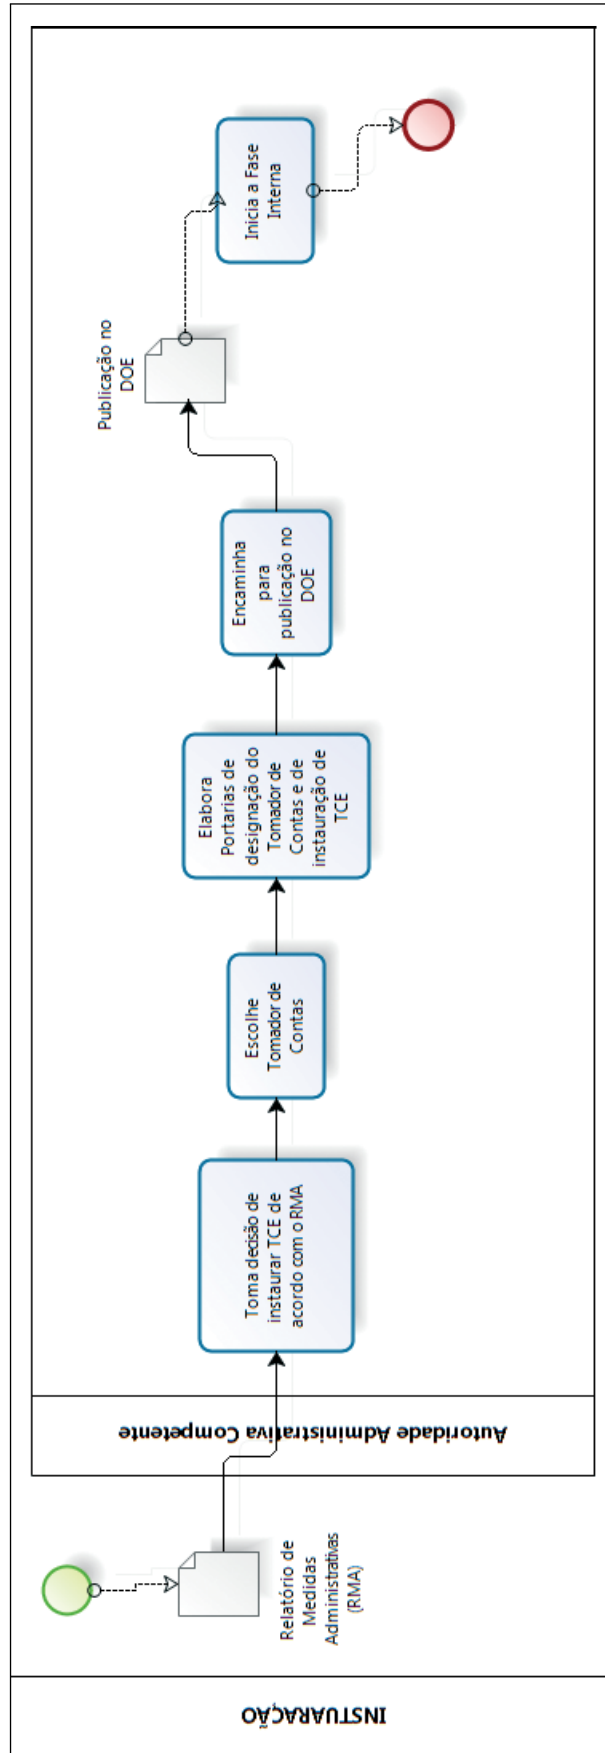 INSTUARAÇÃO
Autoridade Administrativa Competente
Relatório de
Medidas
Administrativas
(RMA)
Toma decisão de
instaurar TCE de
acordo com o RMA
Escolhe
Tomador de
Contas
Elabora
Portarias de
designação do
Tomador de
Contas e de
instauração de
TCE
Encaminha
para
publicação no
DOE
Publicação no
DOE
Inicia a Fase
Interna